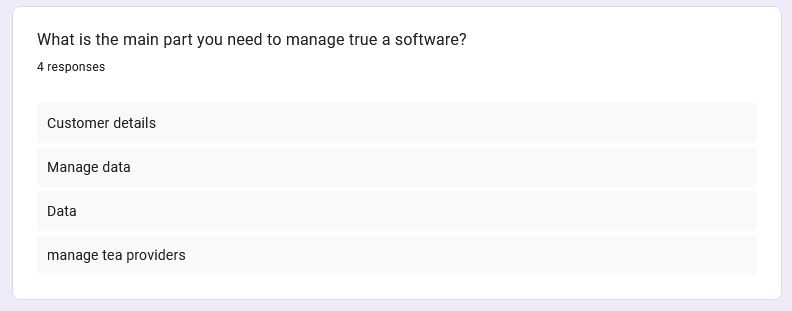 What is the main part you need to manage true a software?
4 responses
Customer details
Manage data
Data
manage tea providers